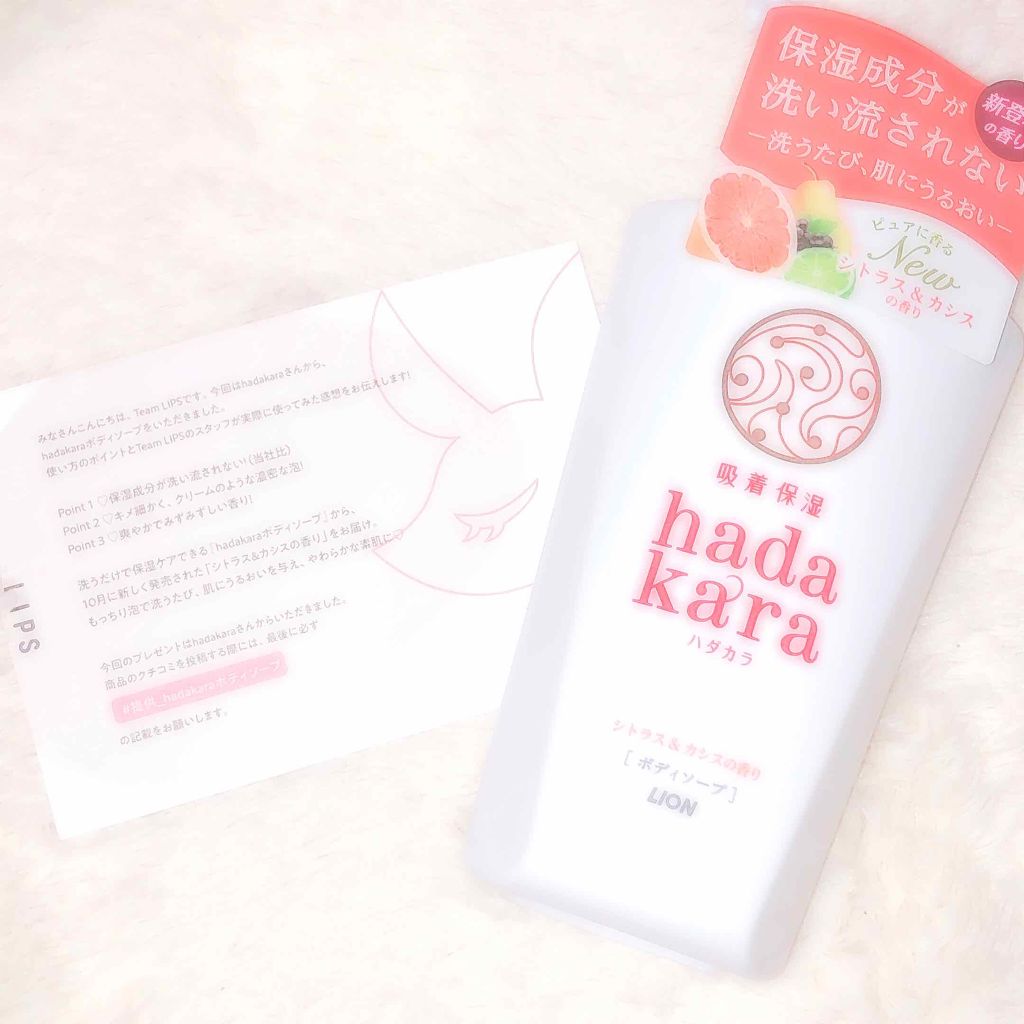 みなさんこんにちは、Team LIPSです。今回はhadakaraさんから、
hadakaraボディソープをいただきました。
使い方のポイントとTeam LIPSのスタッフが実際に使ってみた感想をお伝えします!
Point 1 ♡保湿成分が洗い流されない!(当社比)
Point 2 ♡キメ細かく、クリームのような濃密な泡!
Point 3 ♡爽やかでみずみずしい香り!
洗うだけで保湿ケアできる『hadakaraボディソープ』から、
10月に新しく発売された「シトラス&カシスの香り」をお届け。
もっちり泡で洗うたび、肌にうるおいを与え、やわらかな素肌に♡
今回のプレゼントはhadakaraさんからいただきました。
商品のクチコミを投稿する際には、最後に必ず
#提供_hadakaraボディソープ
の記載をお願いします。
LIPS
保湿成分が
洗い流されない
ー洗うたび、肌にうるおいー
新登
の香り
ピュアに香る
New
シトラス&カシス
の香り
吸着保湿
hada
kara
ハダカラ
シトラス&カシスの香り
[ボディソープ]
LION